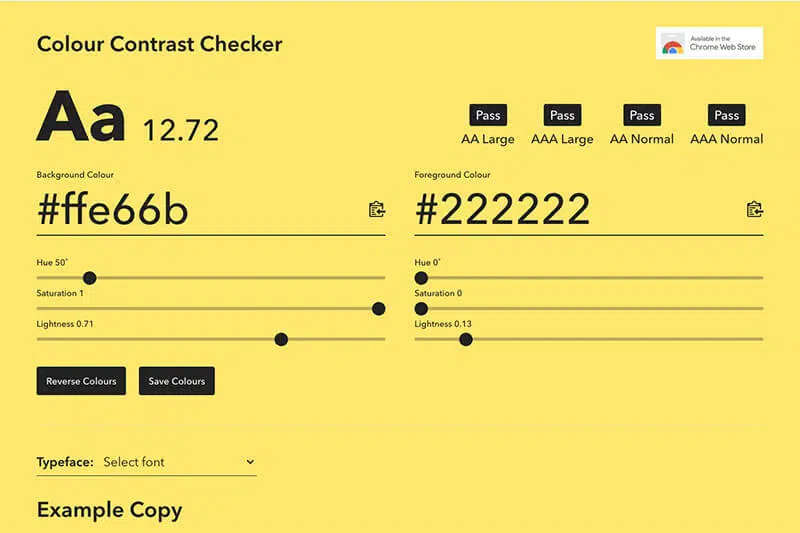 Colour Contrast Checker
Available in the
Chrome Web Store
Aa 12.72
Pass Pass Pass Pass
AA Large AAA Large AA Normal AAA Normal
Background Colour
#ffe66b
Hue 50°
Saturation 1
Lightness 0.71
Foreground Colour
#222222
Hue 0°
Saturation 0
Lightness 0.13
Reverse Colours Save Colours
Typeface: Select font
Example Copy